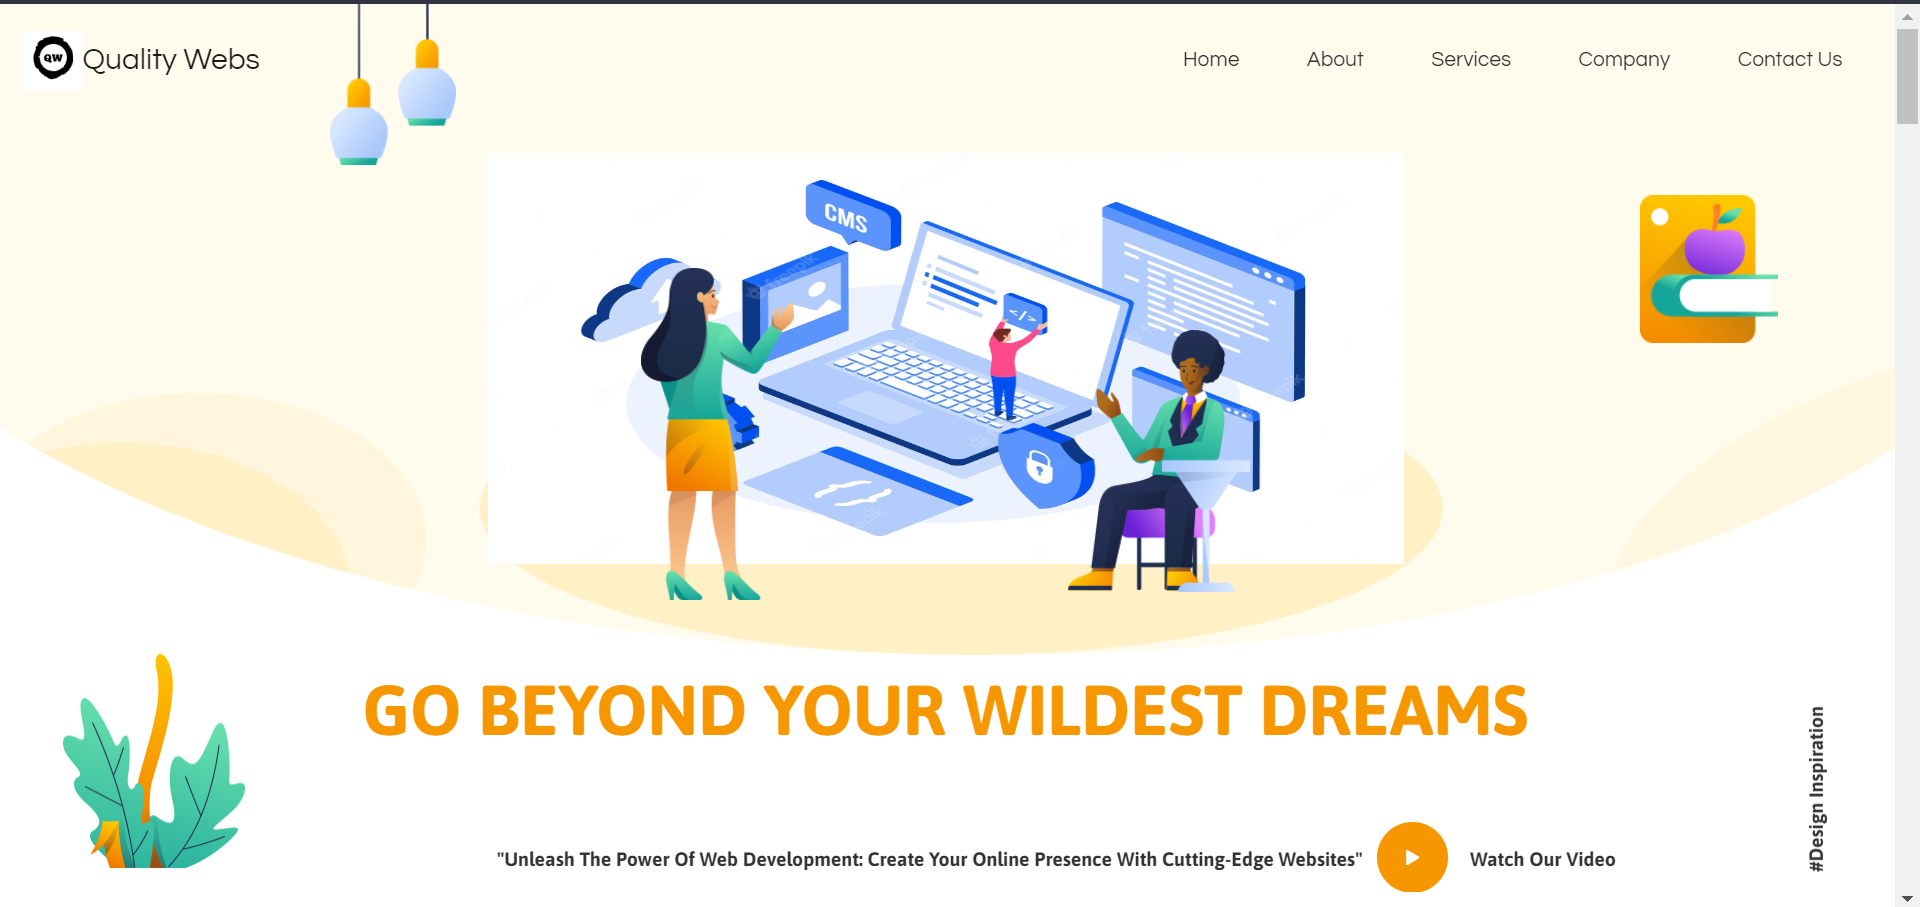 QW
Quality Webs
Home
About
Services
Company
Contact Us
CMS
</>
freepik
GO BEYOND YOUR WILDEST DREAMS
"Unleash The Power Of Web Development: Create Your Online Presence With Cutting-Edge Websites"
Watch Our Video
#Design Inspiration